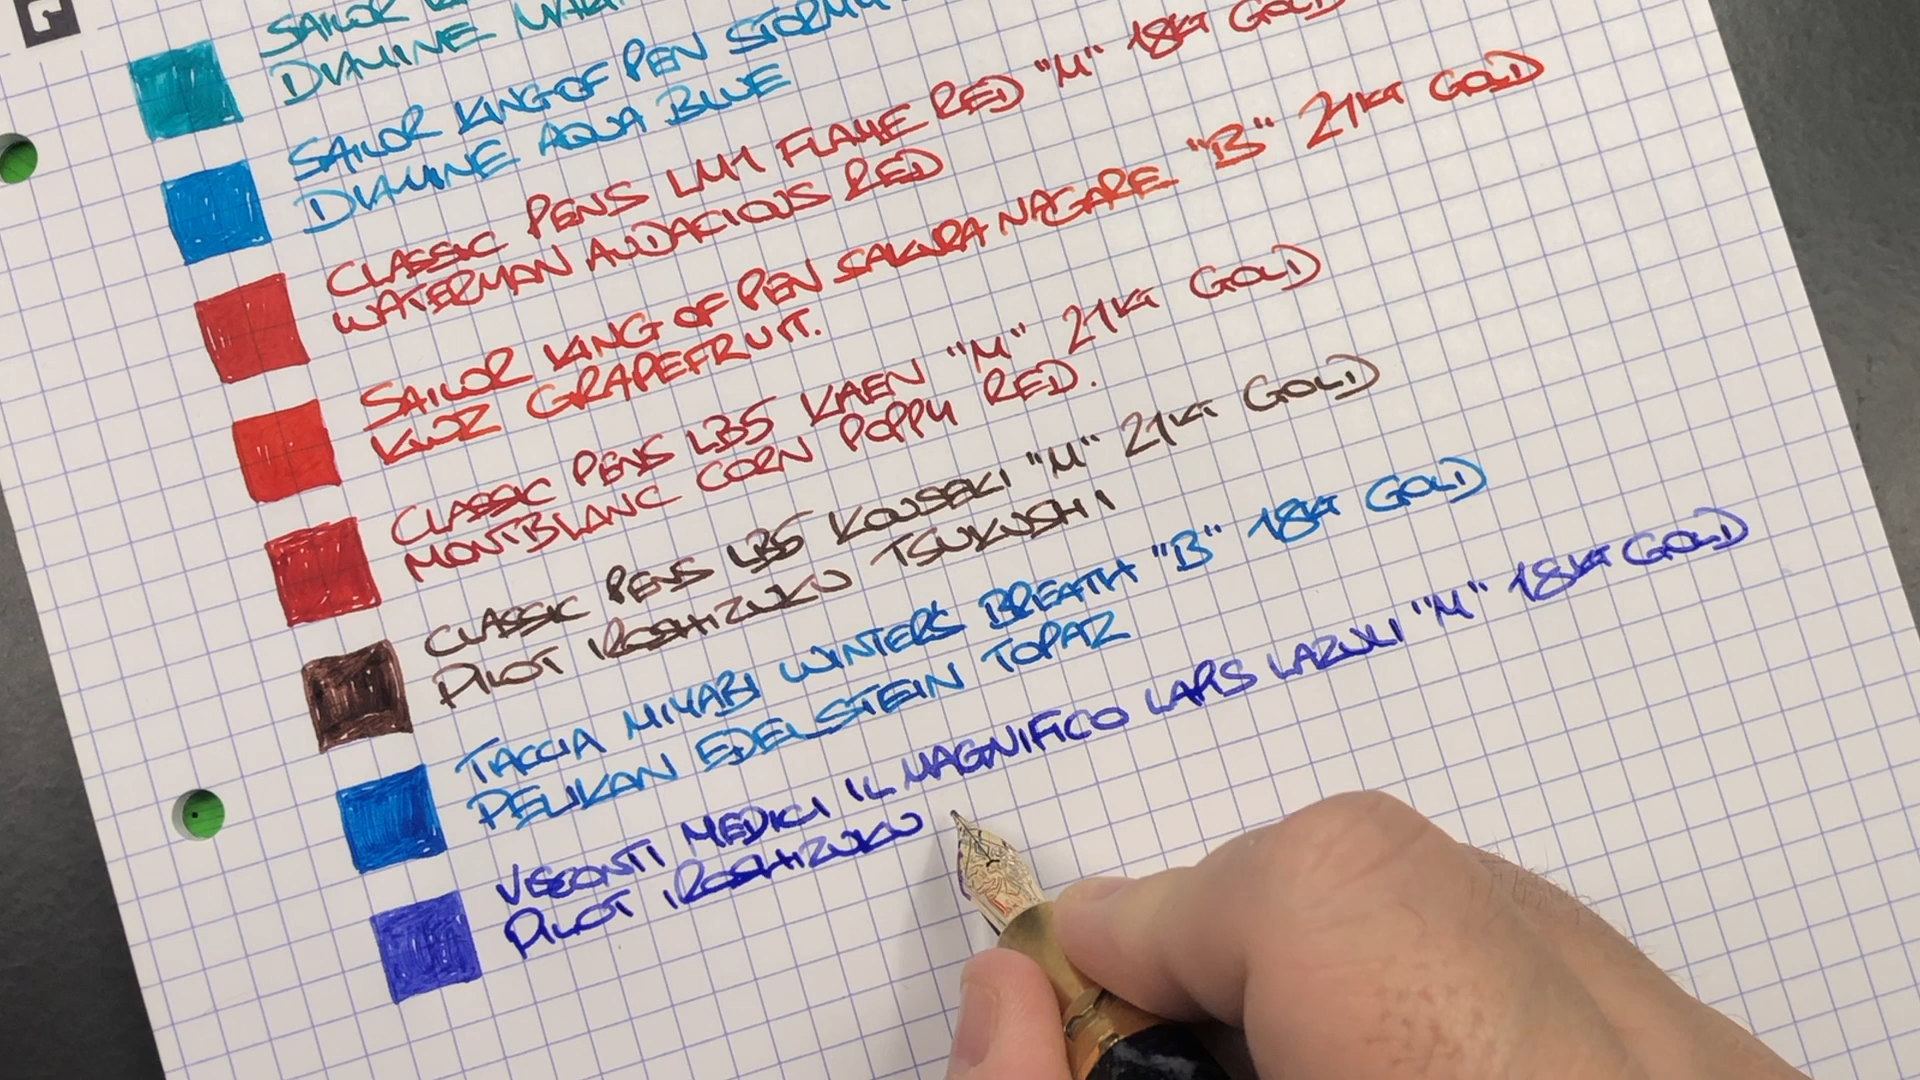 SAILOR
DIAMINE
SAILOR KING OF PEN
DIAMINE AQUA BLUE
CLASSIC PENS LM1 FLAME RED "M" 18KT GOLD
WATERMAN AUDACIOUS RED
SAILOR KING OF PEN SAKURA NAGARE "B" 21KT GOLD
KWZ GRAPEFRUIT.
CLASSIC PENS LB5 KAEN "M" 21KT GOLD
MONTBLANC CORN POPPY RED.
CLASSIC PENS LB5 KOUSEKI "M" 21KT GOLD
PILOT IROSHIZUKU TSUKUSHI
TACCIA MIYABI WINTERS BREATH "B" 18KT GOLD
PELIKAN EDELSTEIN TOPAZ
VISCONTI MEDICI IL MAGNIFICO LAPIS LAZULI "M" 18KT GOLD
PILOT IROSHIZUKU